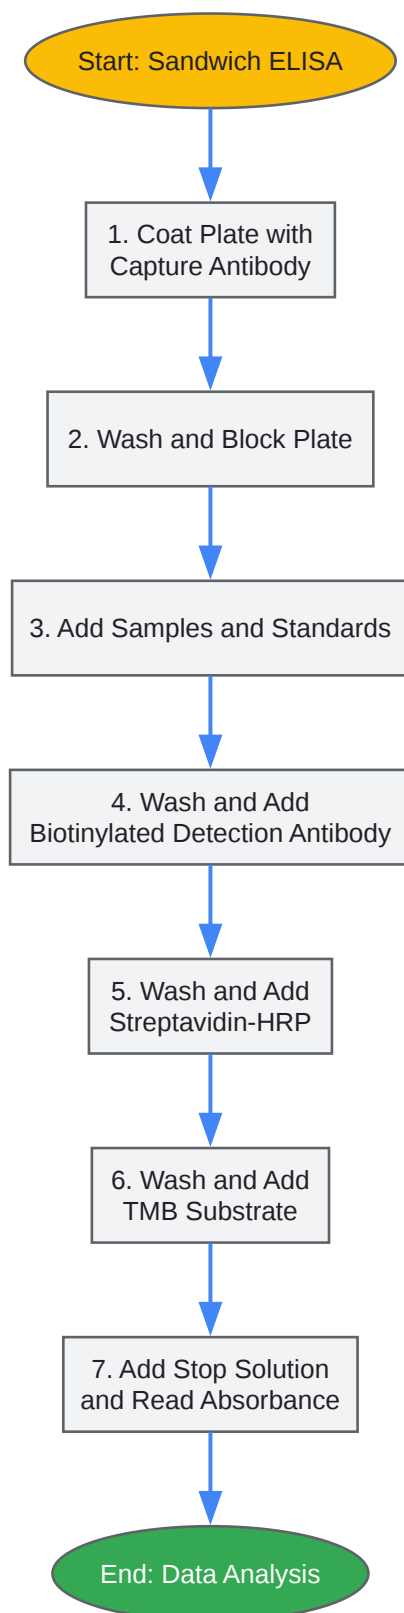 Start: Sandwich ELISA
1. Coat Plate with
Capture Antibody
2. Wash and Block Plate
3. Add Samples and Standards
4. Wash and Add
Biotinylated Detection Antibody
5. Wash and Add
Streptavidin-HRP
6. Wash and Add
TMB Substrate
7. Add Stop Solution
and Read Absorbance
End: Data Analysis